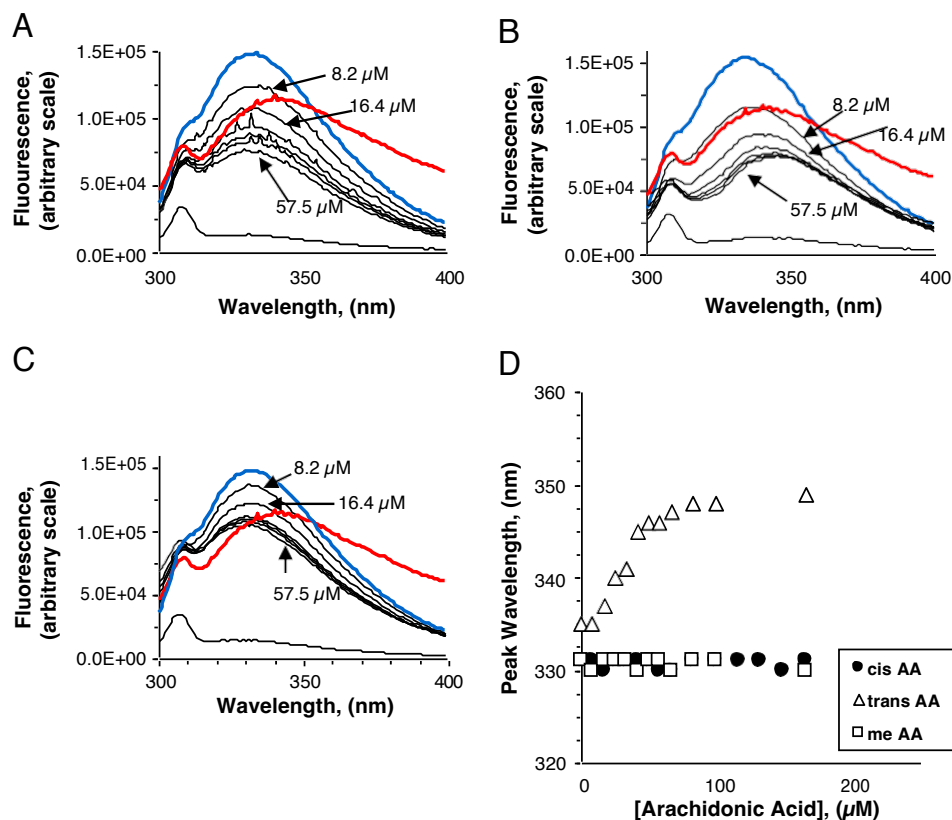 A
Fluourescence,
(arbitrary scale)
1.5E+05
1.0E+05
5.0E+04
0.0E+00
8.2 µM
16.4 µM
57.5 µM
300
350
400
Wavelength, (nm)
B
Fluorescence,
(arbitrary scale)
1.5E+05
1.0E+05
5.0E+04
0.0E+00
8.2 µM
16.4 µM
57.5 µM
300
350
400
Wavelength, (nm)
C
Fluorescence,
(arbitrary scale)
1.5E+05
1.0E+05
5.0E+04
0.0E+00
8.2 µM
16.4 µM
57.5 µM
300
350
400
Wavelength, (nm)
D
Peak Wavelength, (nm)
360
350
340
330
320
cis AA
trans AA
me AA
0
100
200
[Arachidonic Acid], (µM)